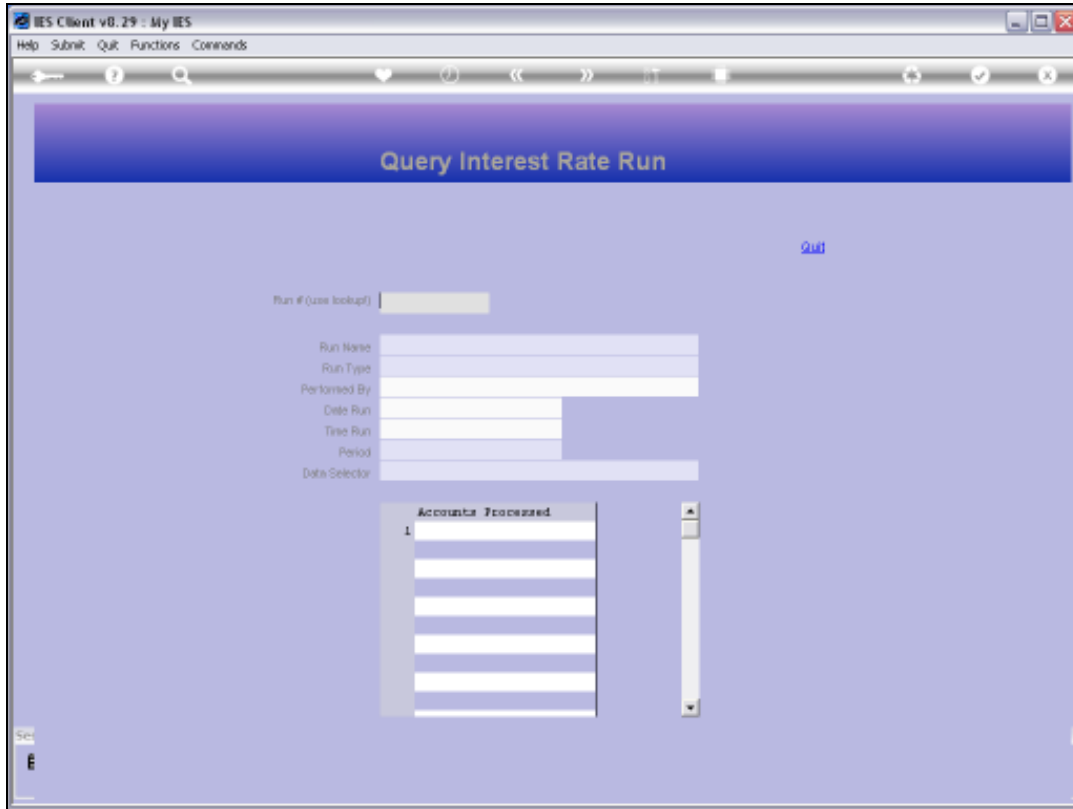 IES Client v8.29 : My IES
Help Submit Quit Functions Commands
Query Interest Rate Run
Quit
Run # (use lookup!)
Run Name
Run Type
Performed By
Date Run
Time Run
Period
Data Selector
Accounts Processed
1